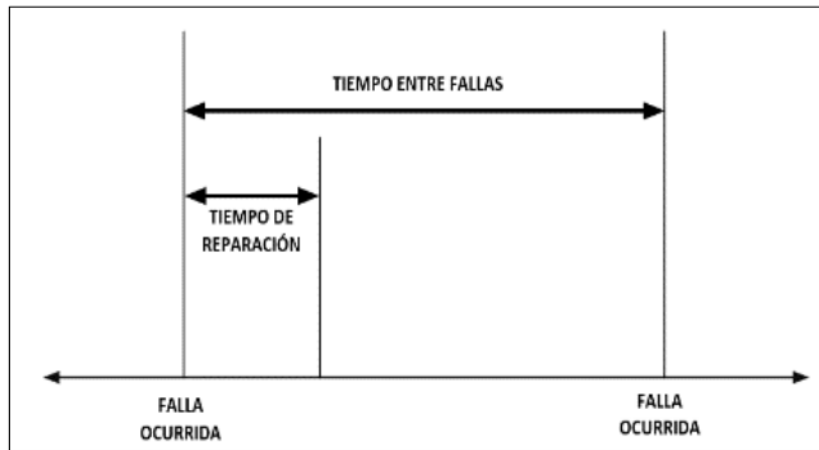 TIEMPO ENTRE FALLAS
TIEMPO DE
REPARACIÓN
FALLA
OCURRIDA
FALLA
OCURRIDA